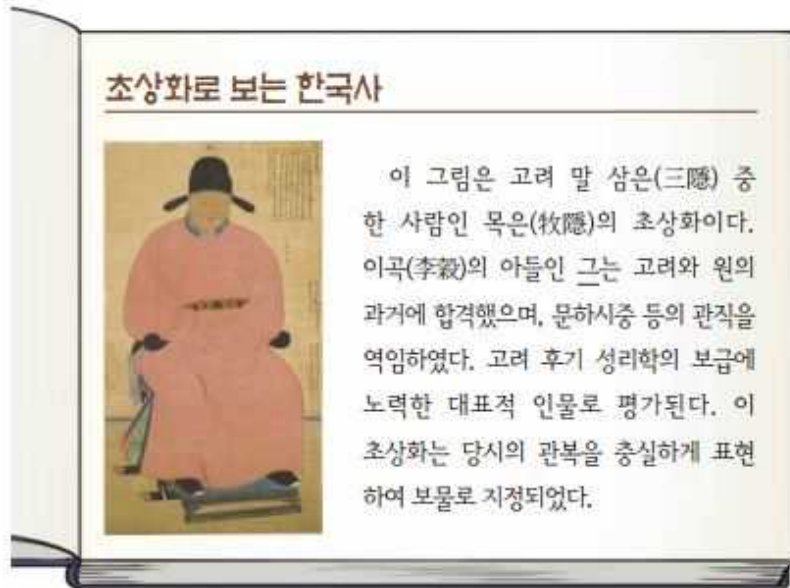 초상화로 보는 한국사
이 그림은 고려 말 삼은(三隱) 중
한 사람인 목은(牧隱)의 초상화이다.
이곡(李穀)의 아들인 그는 고려와 원의
과거에 합격했으며, 문하시중 등의 관직을
역임하였다. 고려 후기 성리학의 보급에
노력한 대표적 인물로 평가된다. 이
초상화는 당시의 관복을 충실하게 표현
하여 보물로 지정되었다.